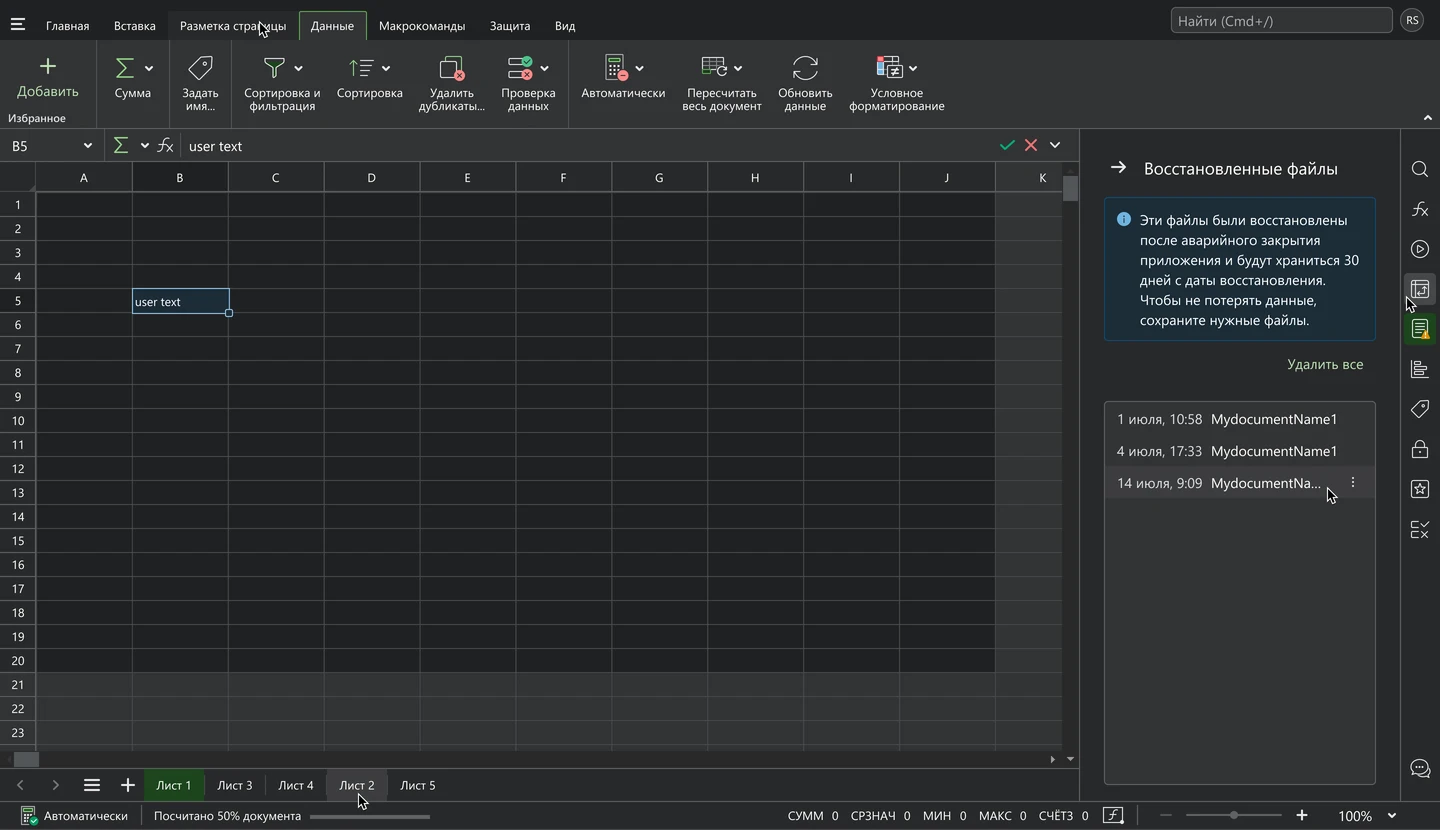 Главная Вставка Разметка страницы Данные Макрокоманды Защита Вид Найти (Cmd+/) RS
Добавить Сумма Задать имя... Сортировка и фильтрация Сортировка Удалить дубликаты... Проверка данных Автоматически Пересчитать весь документ Обновить данные Условное форматирование
Избранное
B5 fx user text
A B C D E F G H I J K
1
2
3
4
5 user text
6
7
8
9
10
11
12
13
14
15
16
17
18
19
20
21
22
23
Восстановленные файлы
Эти файлы были восстановлены
после аварийного закрытия
приложения и будут храниться 30
дней с даты восстановления.
Чтобы не потерять данные,
сохраните нужные файлы.
Удалить все
1 июля, 10:58 MydocumentName1
4 июля, 17:33 MydocumentName1
14 июля, 9:09 MydocumentNa...
Лист 1 Лист 3 Лист 4 Лист 2 Лист 5
Автоматически Посчитано 50% документа СУММ 0 СРЗНАЧ 0 МИН 0 МАКС 0 СЧЁТЗ 0 100%